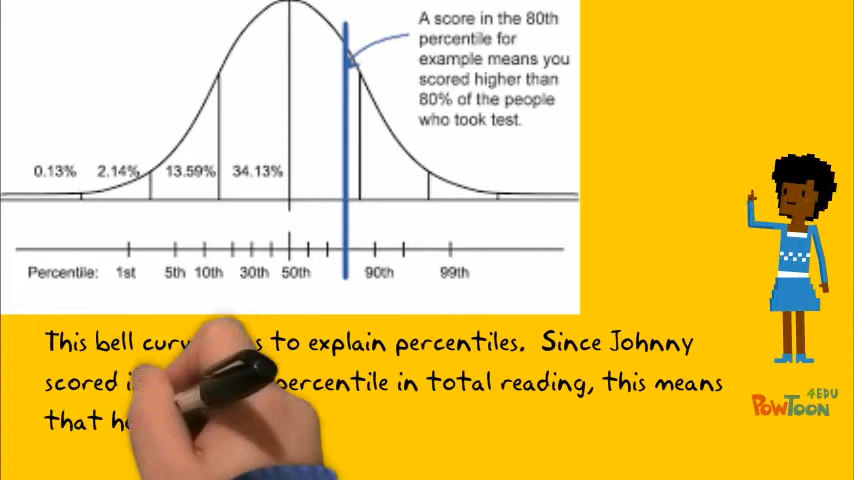 A score in the 80th
percentile for
example means you
scored higher than
80% of the people
who took test.
0.13% 2.14% 13.59% 34.13%
Percentile: 1st 5th 10th 30th 50th 90th 99th
This bell to explain percentiles. Since Johnny
scored percentile in total reading, this means
that
4EDU
PowToon